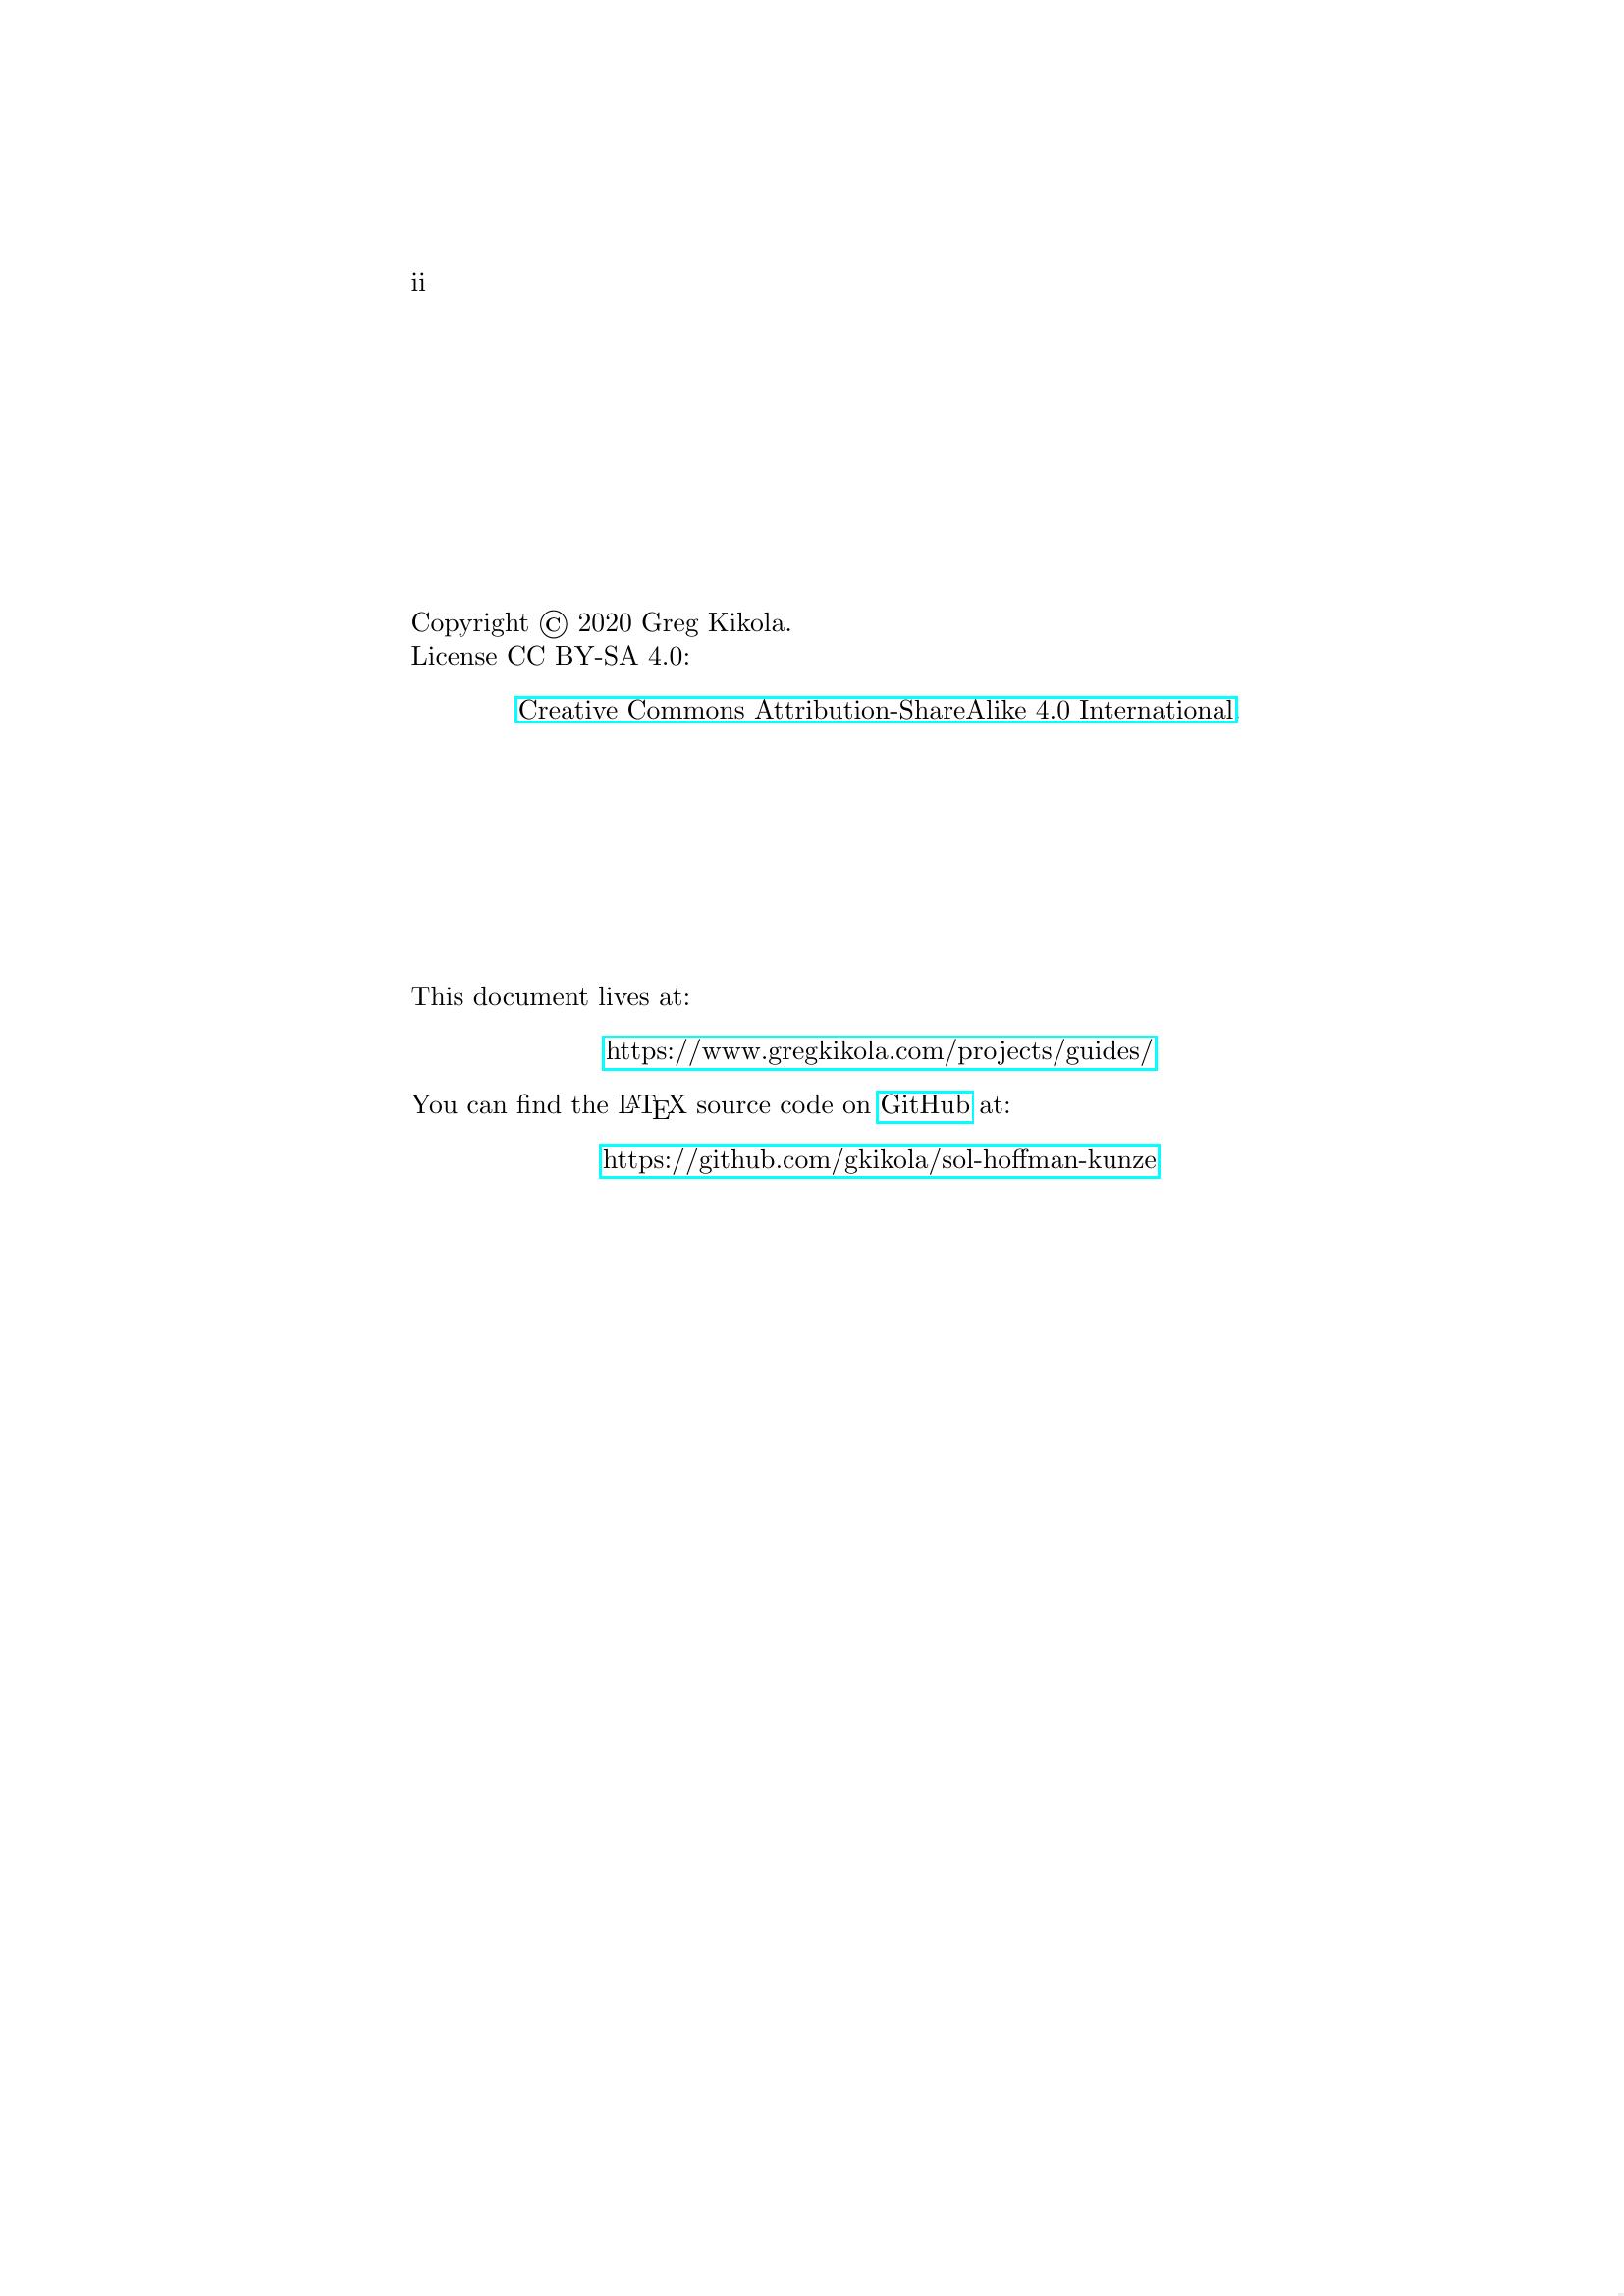 ii
Copyright © 2020 Greg Kikola.
License CC BY-SA 4.0:
Creative Commons Attribution-ShareAlike 4.0 International.
This document lives at:
https://www.gregkikola.com/projects/guides/
You can find the LATEX source code on GitHub at:
https://github.com/gkikola/sol-hoffman-kunze